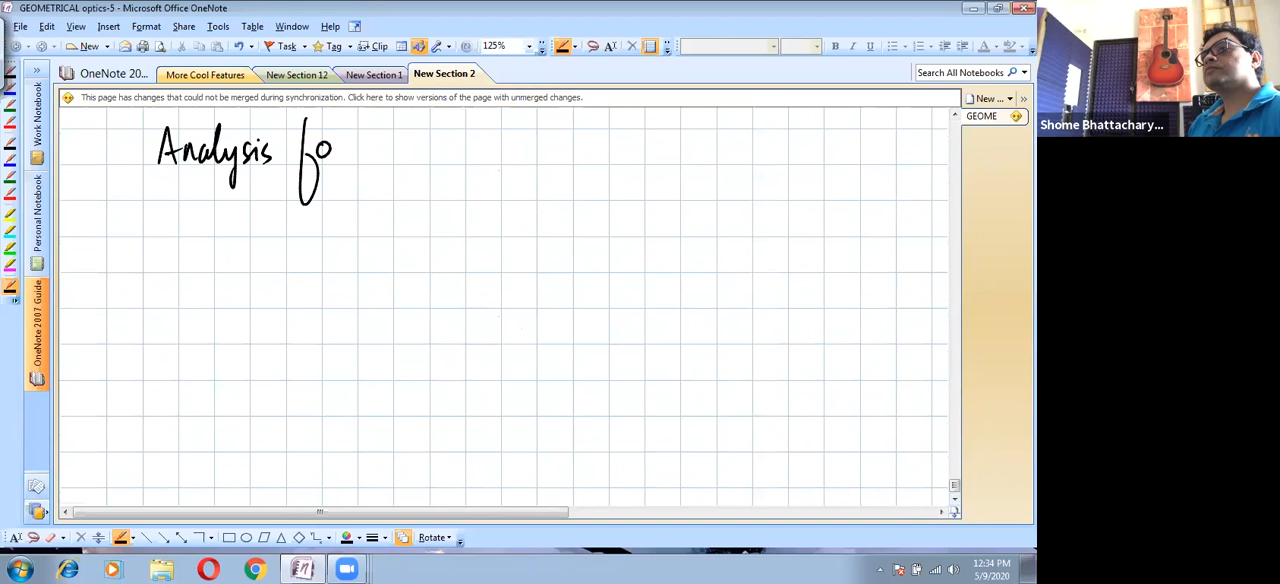 GEOMETRICAL optics-5 - Microsoft Office OneNote
File Edit View Insert Format Share Tools Table Window Help
New Task Tag Clip 125% B I U
OneNote 20... More Cool Features New Section 12 New Section 1 New Section 2 Search All Notebooks
This page has changes that could not be merged during synchronization. Click here to show versions of the page with unmerged changes.
New ...
GEOME
Shome Bhattachary...
Work Notebook
Personal Notebook
OneNote 2007 Guide
Analysis fo
Rotate
12:34 PM
5/9/2020